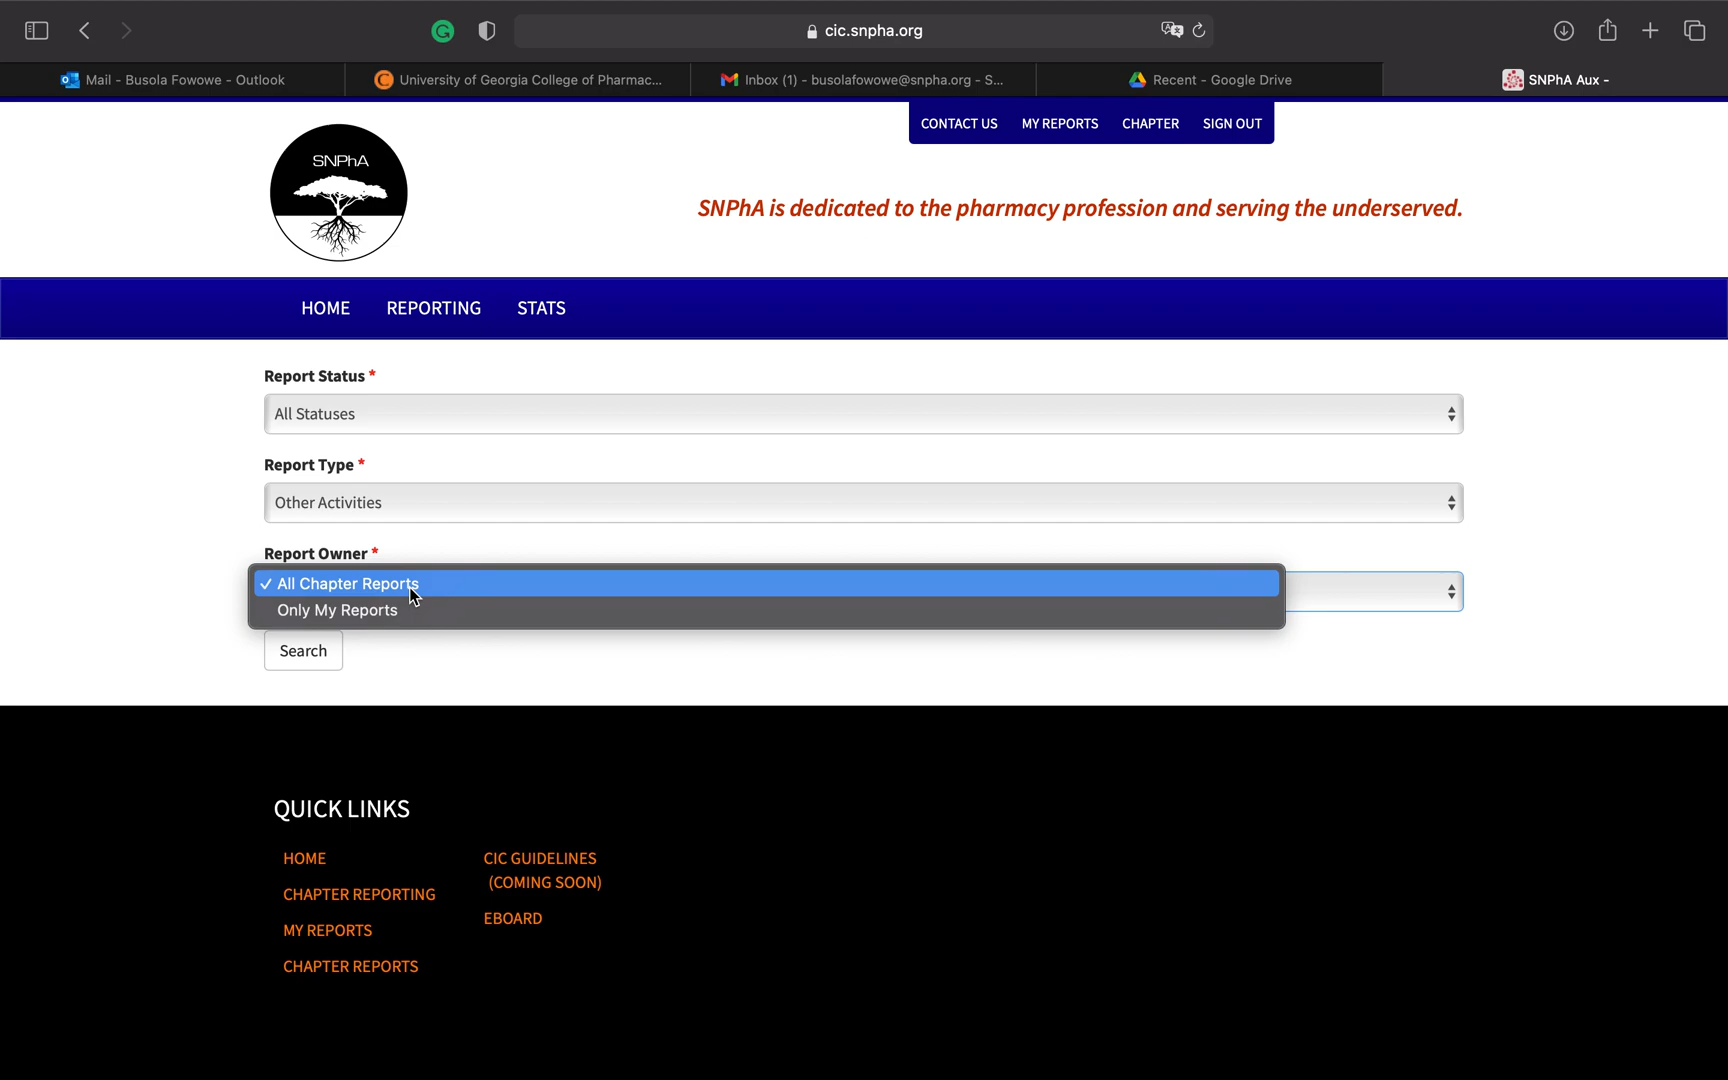 cic.snpha.org
Mail - Busola Fowowe - Outlook
University of Georgia College of Pharmac...
Inbox (1) - busolafowowe@snpha.org - S...
Recent - Google Drive
SNPhA Aux -
CONTACT US
MY REPORTS
CHAPTER
SIGN OUT
SNPhA
SNPhA is dedicated to the pharmacy profession and serving the underserved.
HOME
REPORTING
STATS
Report Status *
All Statuses
Report Type *
Other Activities
Report Owner *
✓ All Chapter Reports
Only My Reports
Search
QUICK LINKS
HOME
CHAPTER REPORTING
MY REPORTS
CHAPTER REPORTS
CIC GUIDELINES
(COMING SOON)
EBOARD